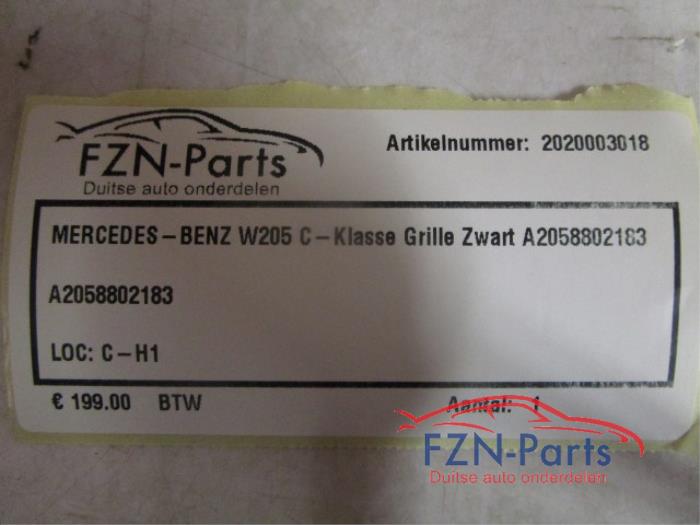 FZN-Parts
Duitse auto onderdelen
Artikelnummer: 2020003018
MERCEDES-BENZ W205 C-Klasse Grille Zwart A2058802183
A2058802183
LOC: C-H1
€ 199.00 BTW
Aantal: 1
FZN-Parts
Duitse auto onderdelen